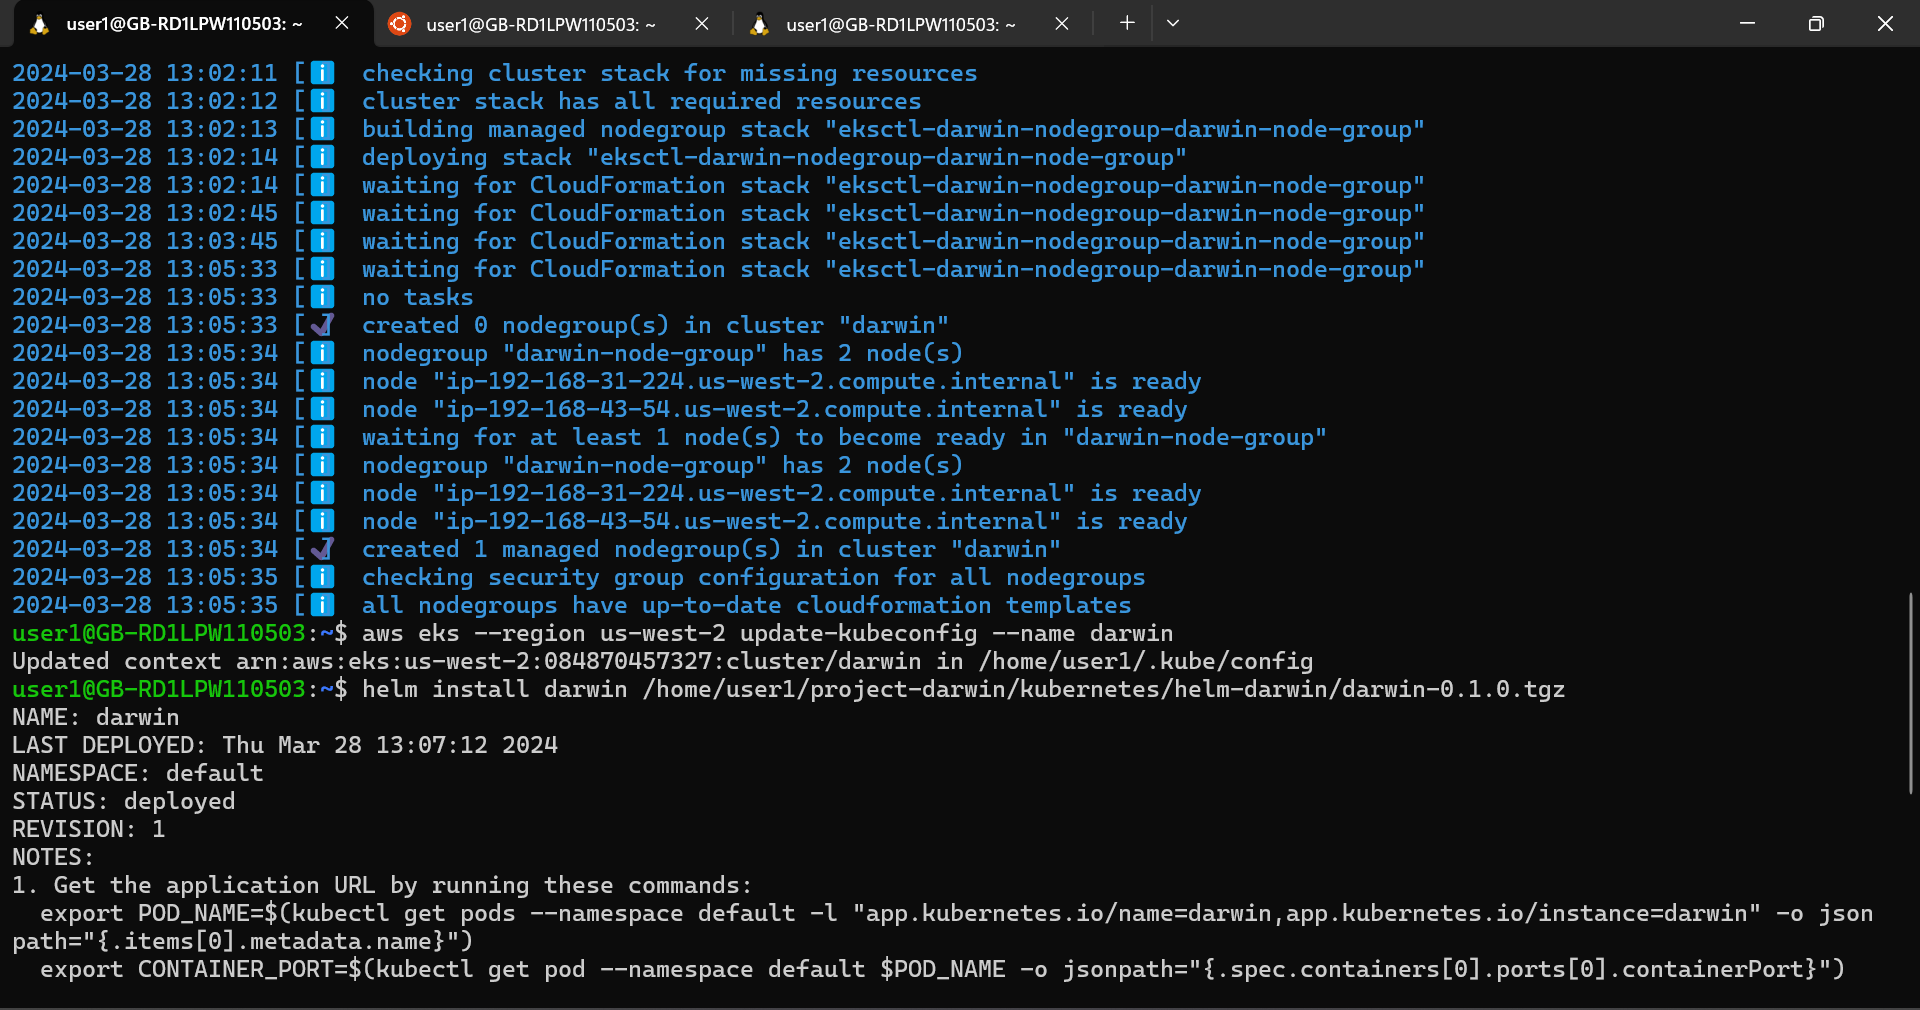 user1@GB-RD1LPW110503: ~
user1@GB-RD1LPW110503: ~
user1@GB-RD1LPW110503: ~
2024-03-28 13:02:11 [ℹ  checking cluster stack for missing resources
2024-03-28 13:02:12 [ℹ  cluster stack has all required resources
2024-03-28 13:02:13 [ℹ  building managed nodegroup stack "eksctl-darwin-nodegroup-darwin-node-group"
2024-03-28 13:02:14 [ℹ  deploying stack "eksctl-darwin-nodegroup-darwin-node-group"
2024-03-28 13:02:14 [ℹ  waiting for CloudFormation stack "eksctl-darwin-nodegroup-darwin-node-group"
2024-03-28 13:02:45 [ℹ  waiting for CloudFormation stack "eksctl-darwin-nodegroup-darwin-node-group"
2024-03-28 13:03:45 [ℹ  waiting for CloudFormation stack "eksctl-darwin-nodegroup-darwin-node-group"
2024-03-28 13:05:33 [ℹ  waiting for CloudFormation stack "eksctl-darwin-nodegroup-darwin-node-group"
2024-03-28 13:05:33 [ℹ  no tasks
2024-03-28 13:05:33 [✔  created 0 nodegroup(s) in cluster "darwin"
2024-03-28 13:05:34 [ℹ  nodegroup "darwin-node-group" has 2 node(s)
2024-03-28 13:05:34 [ℹ  node "ip-192-168-31-224.us-west-2.compute.internal" is ready
2024-03-28 13:05:34 [ℹ  node "ip-192-168-43-54.us-west-2.compute.internal" is ready
2024-03-28 13:05:34 [ℹ  waiting for at least 1 node(s) to become ready in "darwin-node-group"
2024-03-28 13:05:34 [ℹ  nodegroup "darwin-node-group" has 2 node(s)
2024-03-28 13:05:34 [ℹ  node "ip-192-168-31-224.us-west-2.compute.internal" is ready
2024-03-28 13:05:34 [ℹ  node "ip-192-168-43-54.us-west-2.compute.internal" is ready
2024-03-28 13:05:34 [✔  created 1 managed nodegroup(s) in cluster "darwin"
2024-03-28 13:05:35 [ℹ  checking security group configuration for all nodegroups
2024-03-28 13:05:35 [ℹ  all nodegroups have up-to-date cloudformation templates
user1@GB-RD1LPW110503:~$ aws eks --region us-west-2 update-kubeconfig --name darwin
Updated context arn:aws:eks:us-west-2:084870457327:cluster/darwin in /home/user1/.kube/config
user1@GB-RD1LPW110503:~$ helm install darwin /home/user1/project-darwin/kubernetes/helm-darwin/darwin-0.1.0.tgz
NAME: darwin
LAST DEPLOYED: Thu Mar 28 13:07:12 2024
NAMESPACE: default
STATUS: deployed
REVISION: 1
NOTES:
1. Get the application URL by running these commands:
  export POD_NAME=$(kubectl get pods --namespace default -l "app.kubernetes.io/name=darwin,app.kubernetes.io/instance=darwin" -o json
path="{.items[0].metadata.name}")
  export CONTAINER_PORT=$(kubectl get pod --namespace default $POD_NAME -o jsonpath="{.spec.containers[0].ports[0].containerPort}")